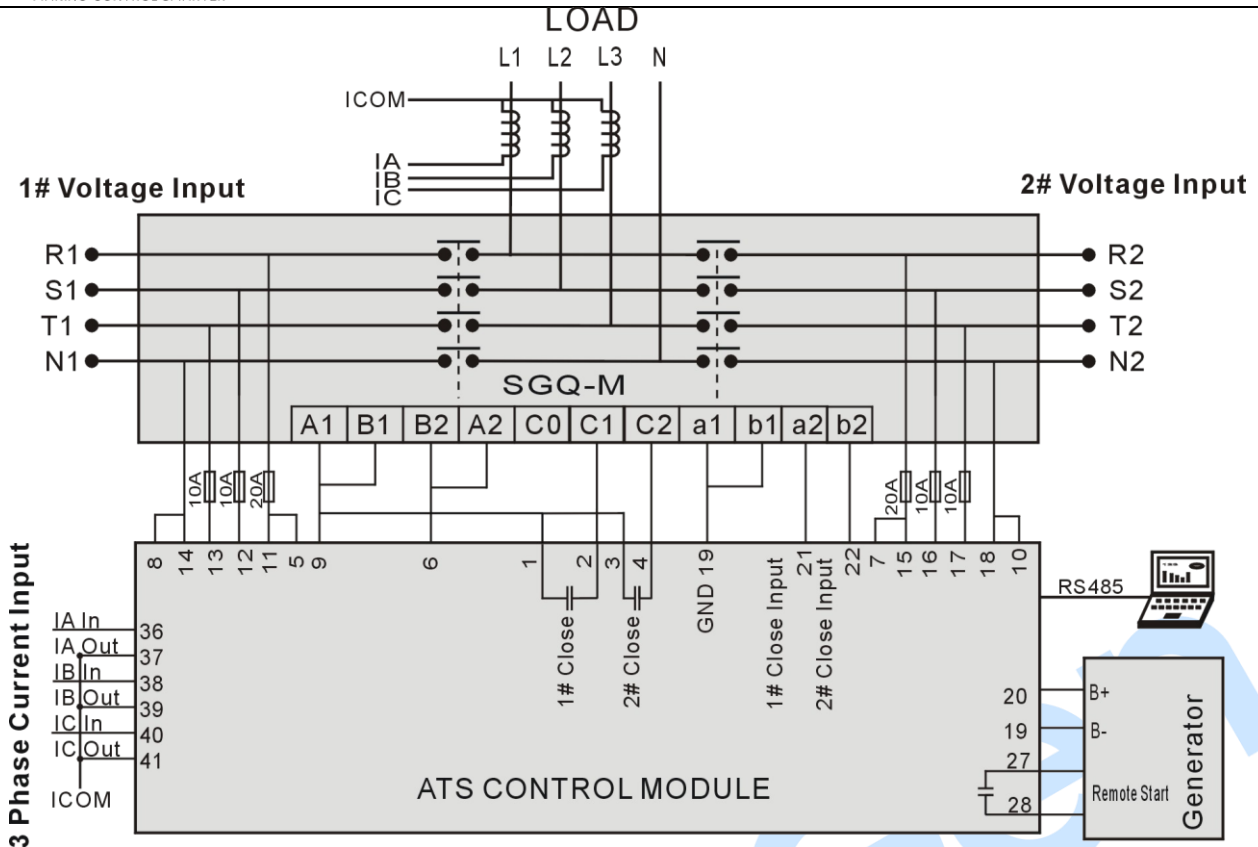 LOAD
L1 L2 L3 N
ICOM
IA
IB
IC
1# Voltage Input
2# Voltage Input
R1
S1
T1
N1
R2
S2
T2
N2
SGQ-M
A1 B1 B2 A2 C0 C1 C2 a1 b1 a2 b2
10A 10A 20A
20A 10A 10A
8 14 13 12 11 5 9 6 1 2 3 4 GND 19 21 22 7 15 16 17 18 10
1# Close
2# Close
1# Close Input
2# Close Input
RS485
3 Phase Current Input
IA In 36
IA Out 37
IB In 38
IB Out 39
IC In 40
IC Out 41
ICOM
ATS CONTROL MODULE
20 B+
19 B-
27
28
Remote Start
Generator